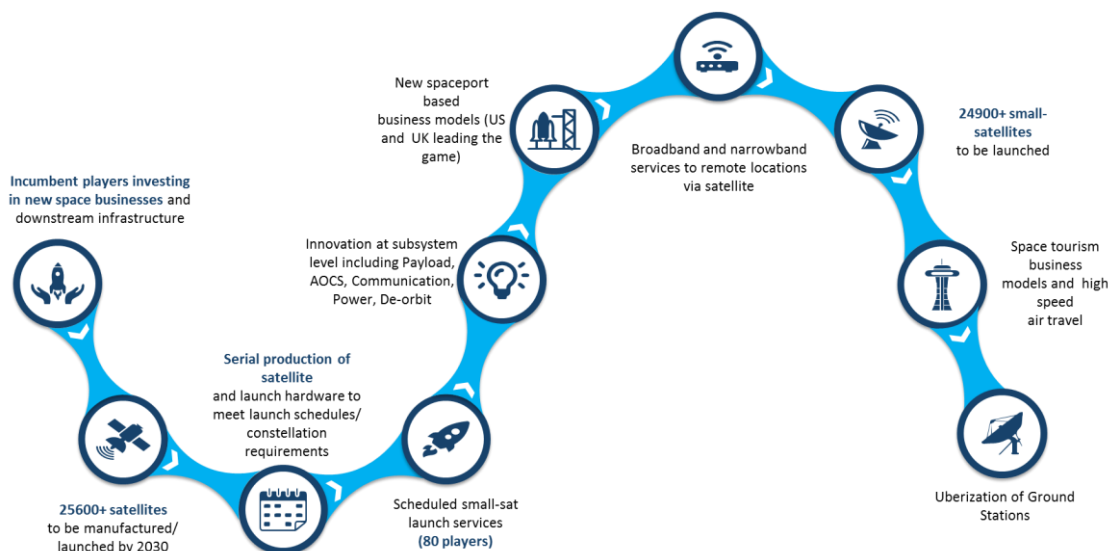 Incumbent players investing
in new space businesses and
downstream infrastructure
25600+ satellites
to be manufactured/
launched by 2030
Serial production of
satellite
and launch hardware to
meet launch schedules/
constellation
requirements
Scheduled small-sat
launch services
(80 players)
Innovation at subsystem
level including Payload,
AOCS, Communication,
Power, De-orbit
New spaceport
based
business models (US
and UK leading the
game)
Broadband and narrowband
services to remote locations
via satellite
24900+ small-
satellites
to be launched
Space tourism
business
models and high
speed
air travel
Uberization of Ground
Stations